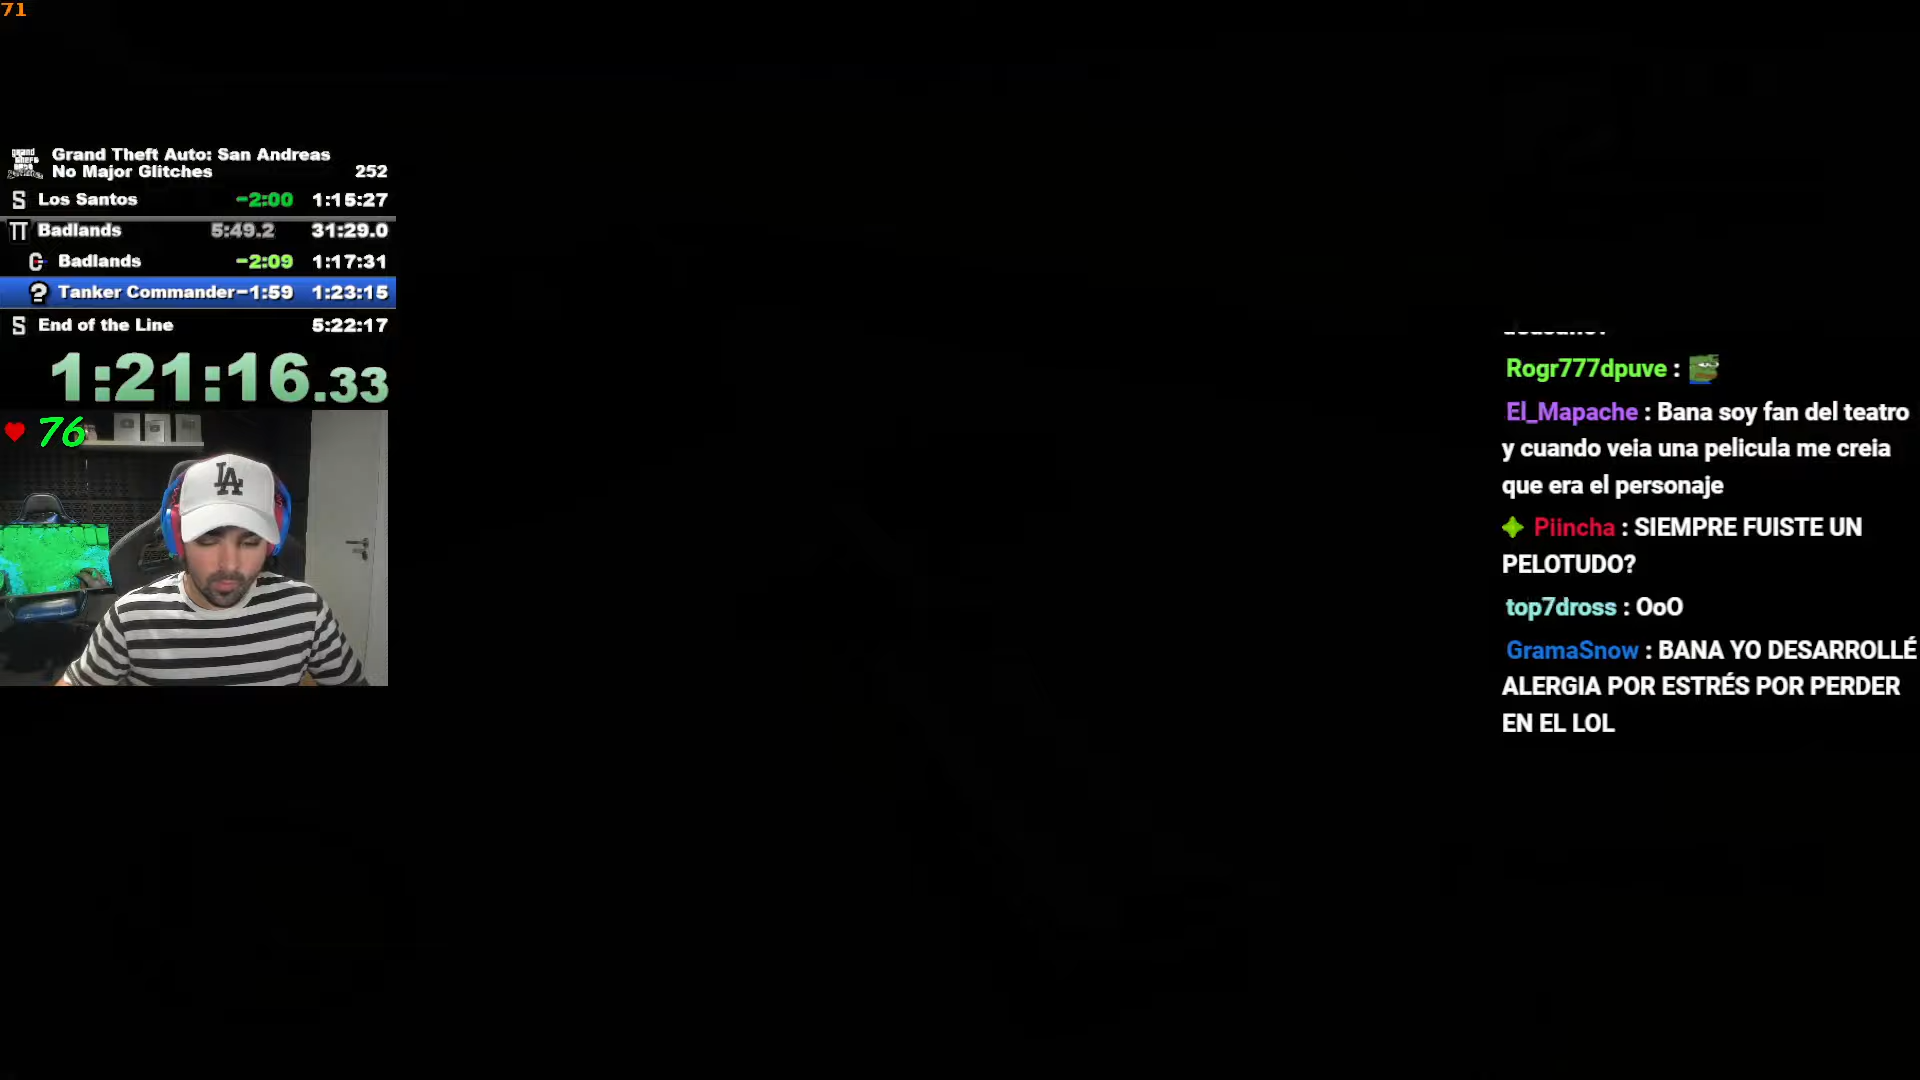 71
Grand Theft Auto: San Andreas
No Major Glitches 252
S Los Santos -2:00 1:15:27
Badlands 5:49.2 31:29.0
Badlands -2:09 1:17:31
? Tanker Commander -1:59 1:23:15
S End of the Line 5:22:17
1:21:16.33
76
LA
Rogr777dpuve :
El_Mapache : Bana soy fan del teatro
y cuando veia una pelicula me creia
que era el personaje
Piincha : SIEMPRE FUISTE UN
PELOTUDO?
top7dross : OoO
GramaSnow : BANA YO DESARROLLÉ
ALERGIA POR ESTRÉS POR PERDER
EN EL LOL